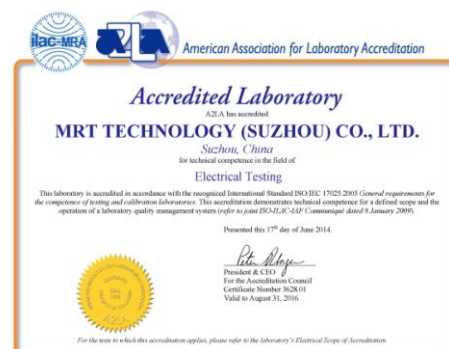 ilac-MRA
A2LA
American Association for Laboratory Accreditation
Accredited Laboratory
A2LA has accredited
MRT TECHNOLOGY (SUZHOU) CO., LTD.
Suzhou, China
for technical competence in the field of
Electrical Testing
This laboratory is accredited in accordance with the recognized International Standard ISO/IEC 17025:2005 General requirements for
the competence of testing and calibration laboratories. This accreditation demonstrates technical competence for a defined scope and the
operation of a laboratory quality management system (refer to joint ISO-ILAC-IAF Communiqué dated 8 January 2009).
Presented this 17th day of June 2014.
President & CEO
For the Accreditation Council
Certificate Number 3628.01
Valid to August 31, 2016
A2LA
For the tests to which this accreditation applies, please refer to the laboratory's Electrical Scope of Accreditation.